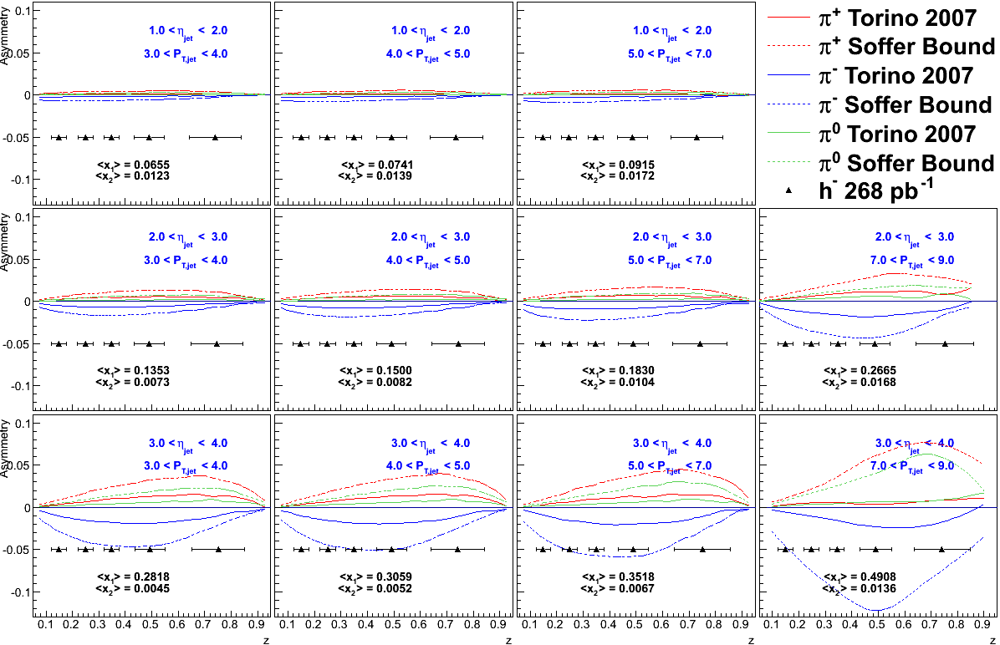 Asymmetry
0.1
0.05
0
-0.05
-0.1
1.0 < ηjet < 2.0
3.0 < PT,jet < 4.0
<x1> = 0.0655
<x2> = 0.0123
1.0 < ηjet < 2.0
4.0 < PT,jet < 5.0
<x1> = 0.0741
<x2> = 0.0139
1.0 < ηjet < 2.0
5.0 < PT,jet < 7.0
<x1> = 0.0915
<x2> = 0.0172
π+ Torino 2007
π+ Soffer Bound
π- Torino 2007
π- Soffer Bound
π0 Torino 2007
π0 Soffer Bound
h- 268 pb-1
Asymmetry
0.1
0.05
0
-0.05
-0.1
2.0 < ηjet < 3.0
3.0 < PT,jet < 4.0
<x1> = 0.1353
<x2> = 0.0073
2.0 < ηjet < 3.0
4.0 < PT,jet < 5.0
<x1> = 0.1500
<x2> = 0.0082
2.0 < ηjet < 3.0
5.0 < PT,jet < 7.0
<x1> = 0.1830
<x2> = 0.0104
2.0 < ηjet < 3.0
7.0 < PT,jet < 9.0
<x1> = 0.2665
<x2> = 0.0168
Asymmetry
0.1
0.05
0
-0.05
-0.1
3.0 < ηjet < 4.0
3.0 < PT,jet < 4.0
<x1> = 0.2818
<x2> = 0.0045
3.0 < ηjet < 4.0
4.0 < PT,jet < 5.0
<x1> = 0.3059
<x2> = 0.0052
3.0 < ηjet < 4.0
5.0 < PT,jet < 7.0
<x1> = 0.3518
<x2> = 0.0067
3.0 < ηjet < 4.0
7.0 < PT,jet < 9.0
<x1> = 0.4908
<x2> = 0.0136
0.1 0.2 0.3 0.4 0.5 0.6 0.7 0.8 0.9
z
0.1 0.2 0.3 0.4 0.5 0.6 0.7 0.8 0.9
z
0.1 0.2 0.3 0.4 0.5 0.6 0.7 0.8 0.9
z
0.1 0.2 0.3 0.4 0.5 0.6 0.7 0.8 0.9
z